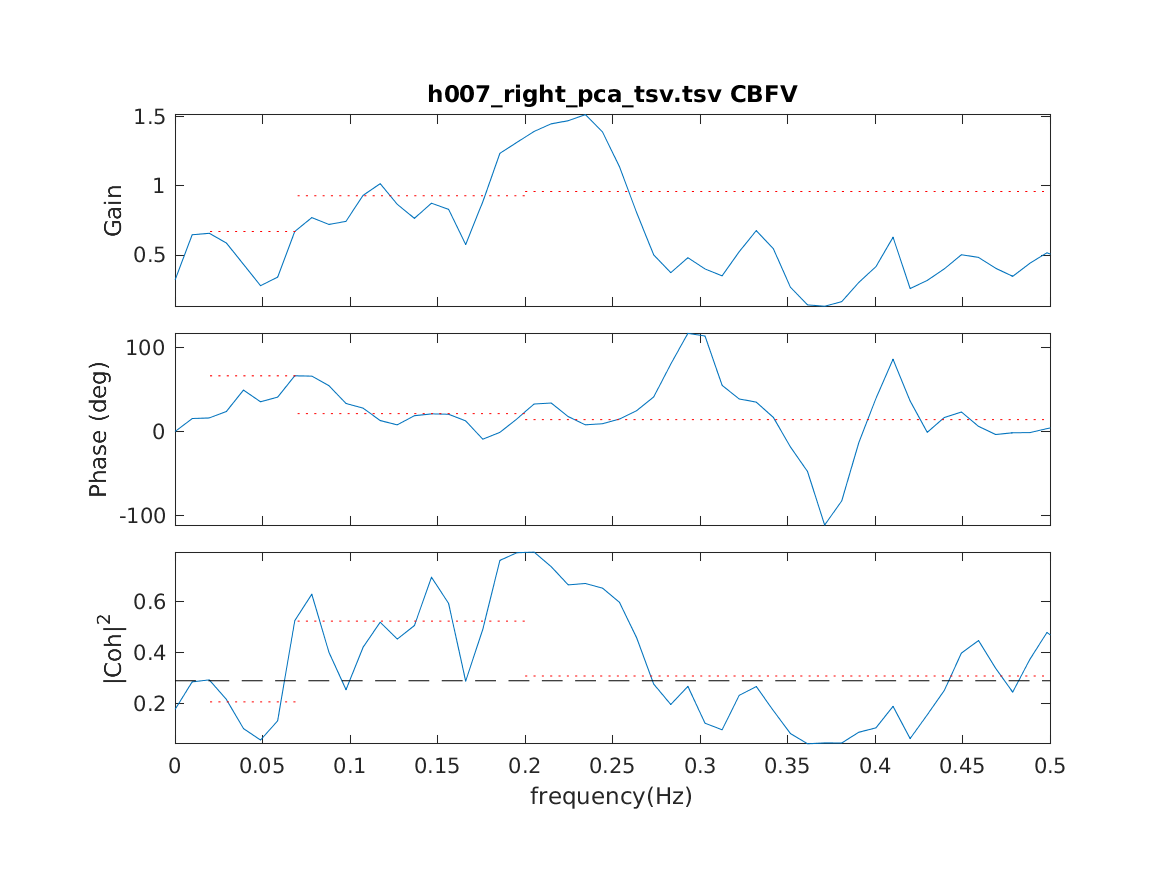 h007_right_pca_tsv.tsv CBFV
1.5
1
0.5
Gain
100
0
-100
Phase (deg)
0.6
0.4
0.2
|Coh|²
0 0.05 0.1 0.15 0.2 0.25 0.3 0.35 0.4 0.45 0.5
frequency(Hz)